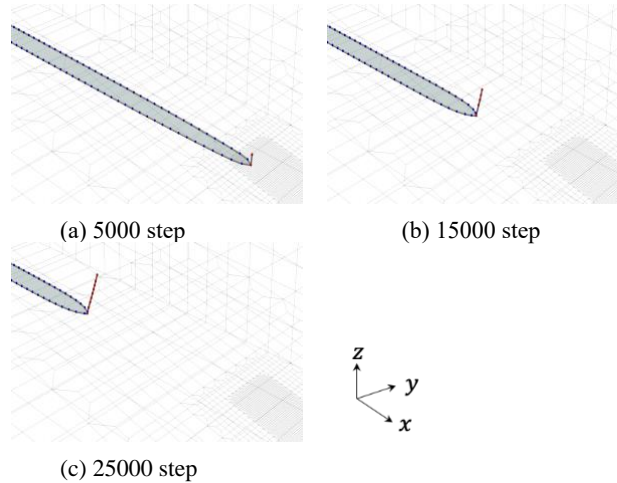 (a) 5000 step
(b) 15000 step
z
y
x
(c) 25000 step